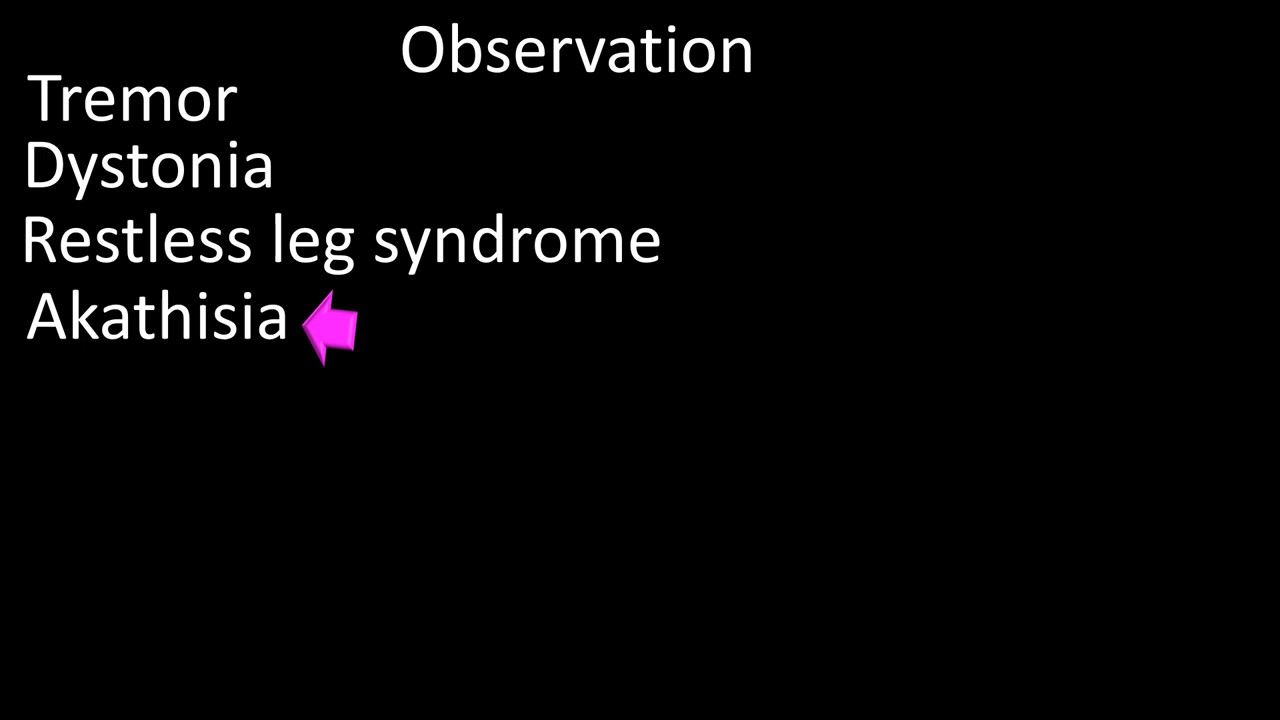 Observation
Tremor
Dystonia
Restless leg syndrome
Akathisia